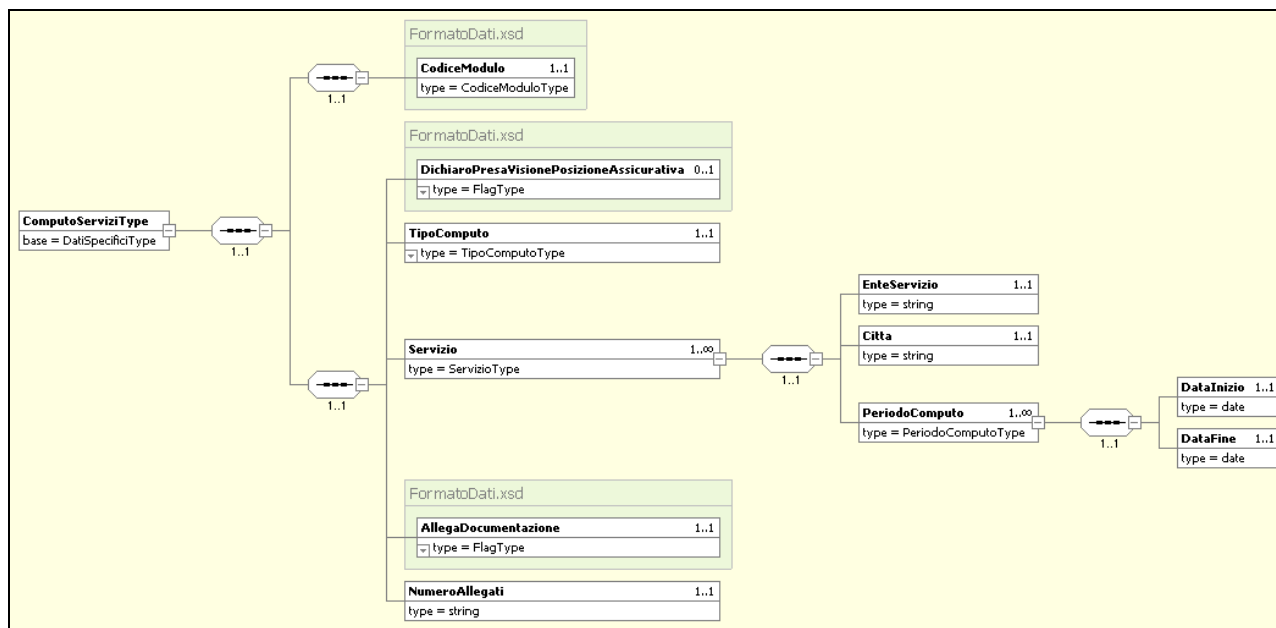 FormatoDati.xsd
CodiceModulo 1..1
type = CodiceModuloType
1..1
FormatoDati.xsd
DichiaroPresaVisionePosizioneAssicurativa 0..1
type = FlagType
ComputoServiziType
base = DatiSpecificiType
1..1
TipoComputo 1..1
type = TipoComputoType
EnteServizio 1..1
type = string
Servizio 1..∞
type = ServizioType
1..1
Citta 1..1
type = string
1..1
PeriodoComputo 1..∞
type = PeriodoComputoType
1..1
DataInizio 1..1
type = date
DataFine 1..1
type = date
FormatoDati.xsd
AllegaDocumentazione 1..1
type = FlagType
NumeroAllegati 1..1
type = string